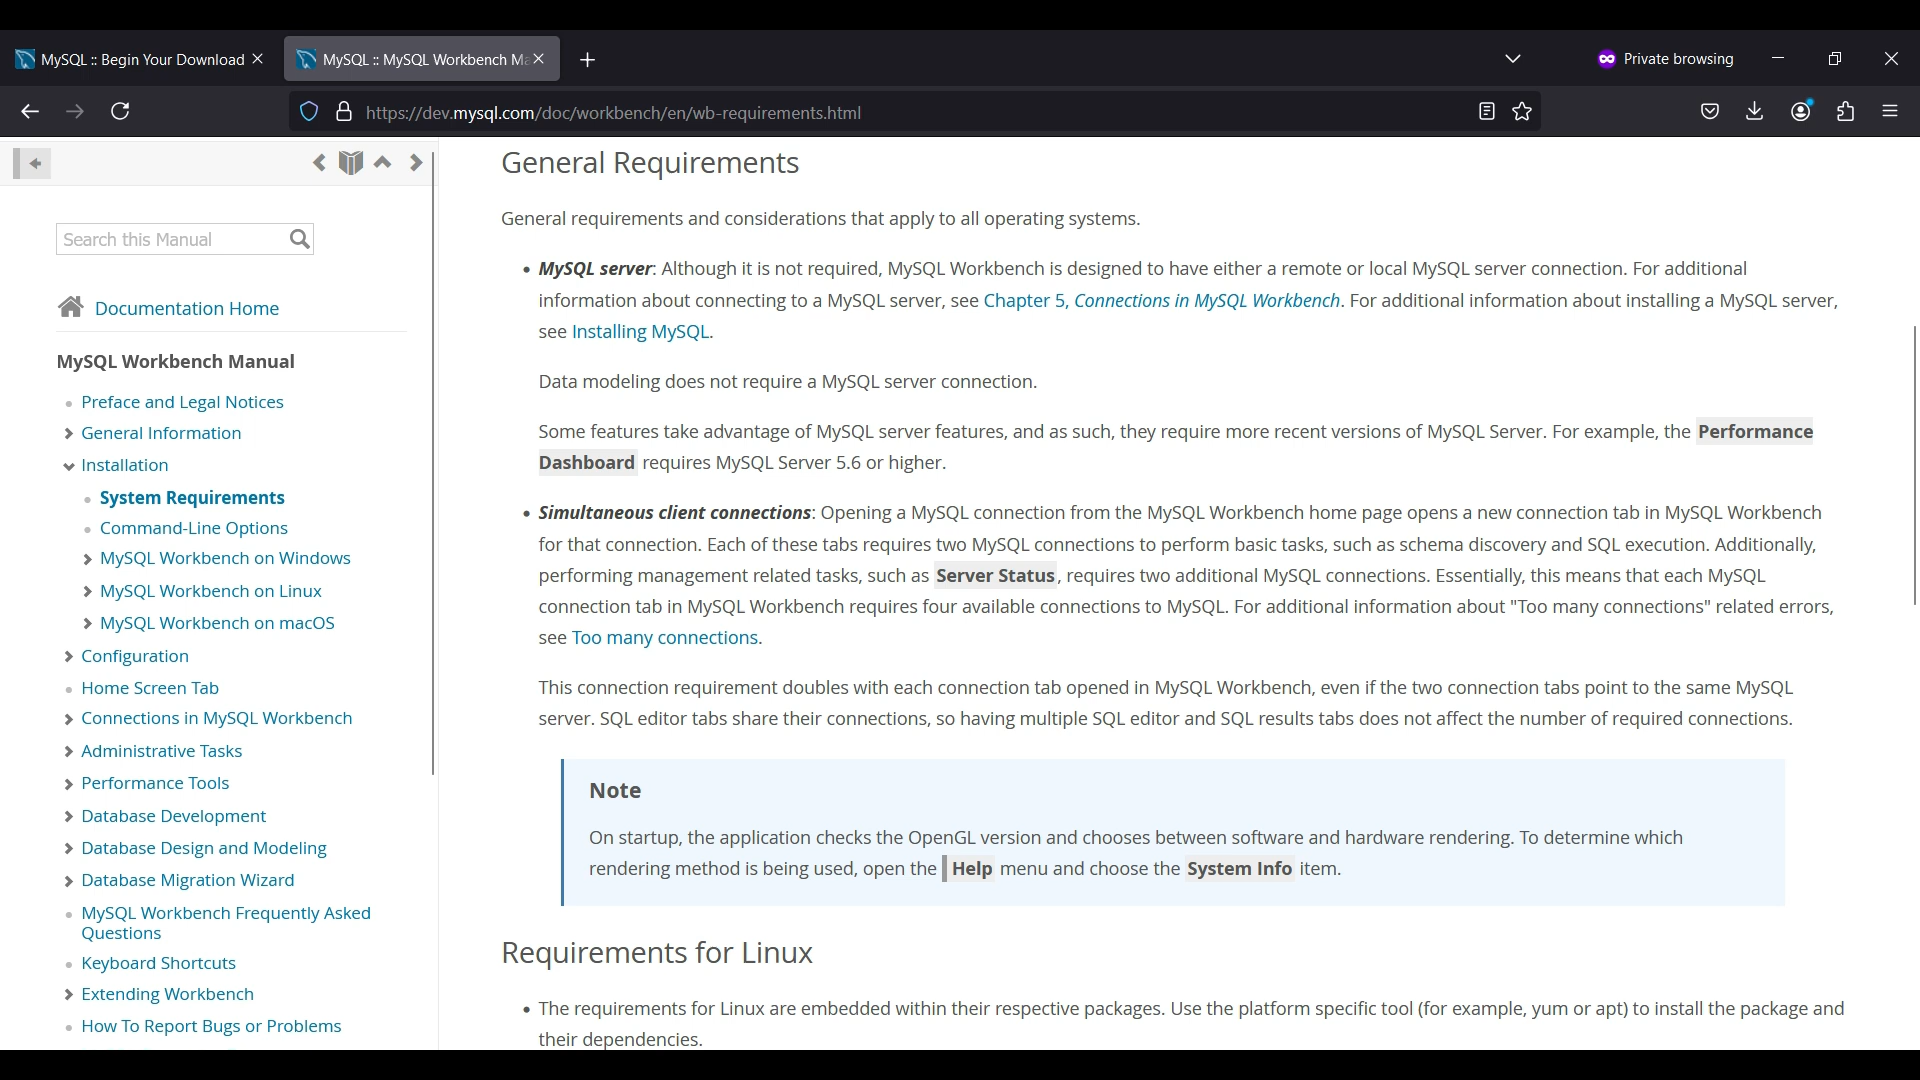 MySQL :: Begin Your Download
MySQL :: MySQL Workbench Ma
Private browsing
https://dev.mysql.com/doc/workbench/en/wb-requirements.html
Search this Manual
Documentation Home
MySQL Workbench Manual
Preface and Legal Notices
General Information
Installation
System Requirements
Command-Line Options
MySQL Workbench on Windows
MySQL Workbench on Linux
MySQL Workbench on macOS
Configuration
Home Screen Tab
Connections in MySQL Workbench
Administrative Tasks
Performance Tools
Database Development
Database Design and Modeling
Database Migration Wizard
MySQL Workbench Frequently Asked
Questions
Keyboard Shortcuts
Extending Workbench
How To Report Bugs or Problems
General Requirements
General requirements and considerations that apply to all operating systems.
• MySQL server: Although it is not required, MySQL Workbench is designed to have either a remote or local MySQL server connection. For additional
information about connecting to a MySQL server, see Chapter 5, Connections in MySQL Workbench. For additional information about installing a MySQL server,
see Installing MySQL.
Data modeling does not require a MySQL server connection.
Some features take advantage of MySQL server features, and as such, they require more recent versions of MySQL Server. For example, the Performance
Dashboard requires MySQL Server 5.6 or higher.
• Simultaneous client connections: Opening a MySQL connection from the MySQL Workbench home page opens a new connection tab in MySQL Workbench
for that connection. Each of these tabs requires two MySQL connections to perform basic tasks, such as schema discovery and SQL execution. Additionally,
performing management related tasks, such as Server Status, requires two additional MySQL connections. Essentially, this means that each MySQL
connection tab in MySQL Workbench requires four available connections to MySQL. For additional information about "Too many connections" related errors,
see Too many connections.
This connection requirement doubles with each connection tab opened in MySQL Workbench, even if the two connection tabs point to the same MySQL
server. SQL editor tabs share their connections, so having multiple SQL editor and SQL results tabs does not affect the number of required connections.
Note
On startup, the application checks the OpenGL version and chooses between software and hardware rendering. To determine which
rendering method is being used, open the Help menu and choose the System Info item.
Requirements for Linux
• The requirements for Linux are embedded within their respective packages. Use the platform specific tool (for example, yum or apt) to install the package and
their dependencies.